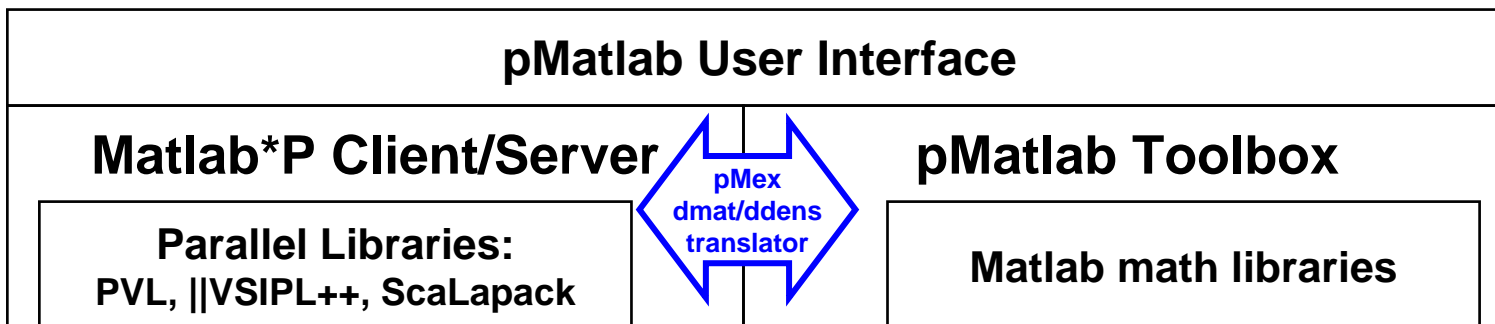 pMatlab User Interface
Matlab*P Client/Server
pMatlab Toolbox
pMex
dmat/ddens
translator
Parallel Libraries:
PVL, ||VSIPL++, ScaLapack
Matlab math libraries